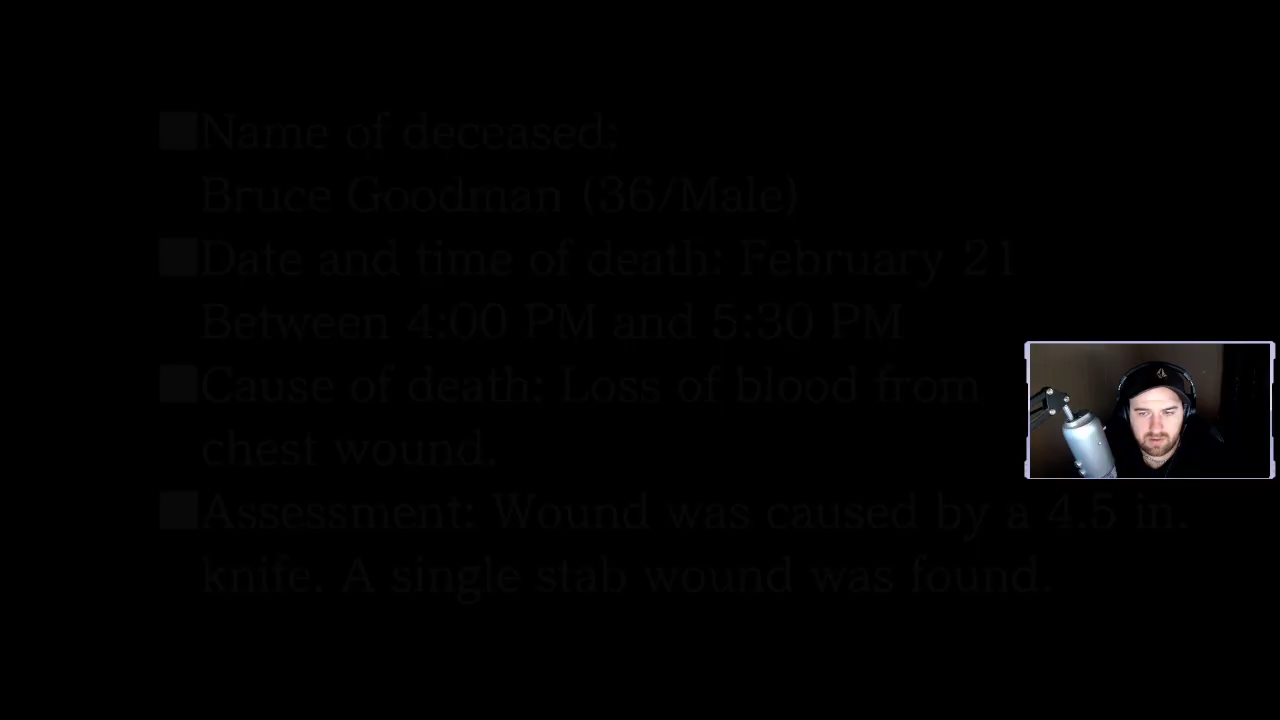 ■Name of deceased;
Bruce Goodman (36/Male)
■Date and time of death: February 21
Between 4:00 PM and 5:30 PM
■Cause of death: Loss of blood from
chest wound.
■Assessment: Wound was caused by a 4.5 in.
knife. A single stab wound was found.